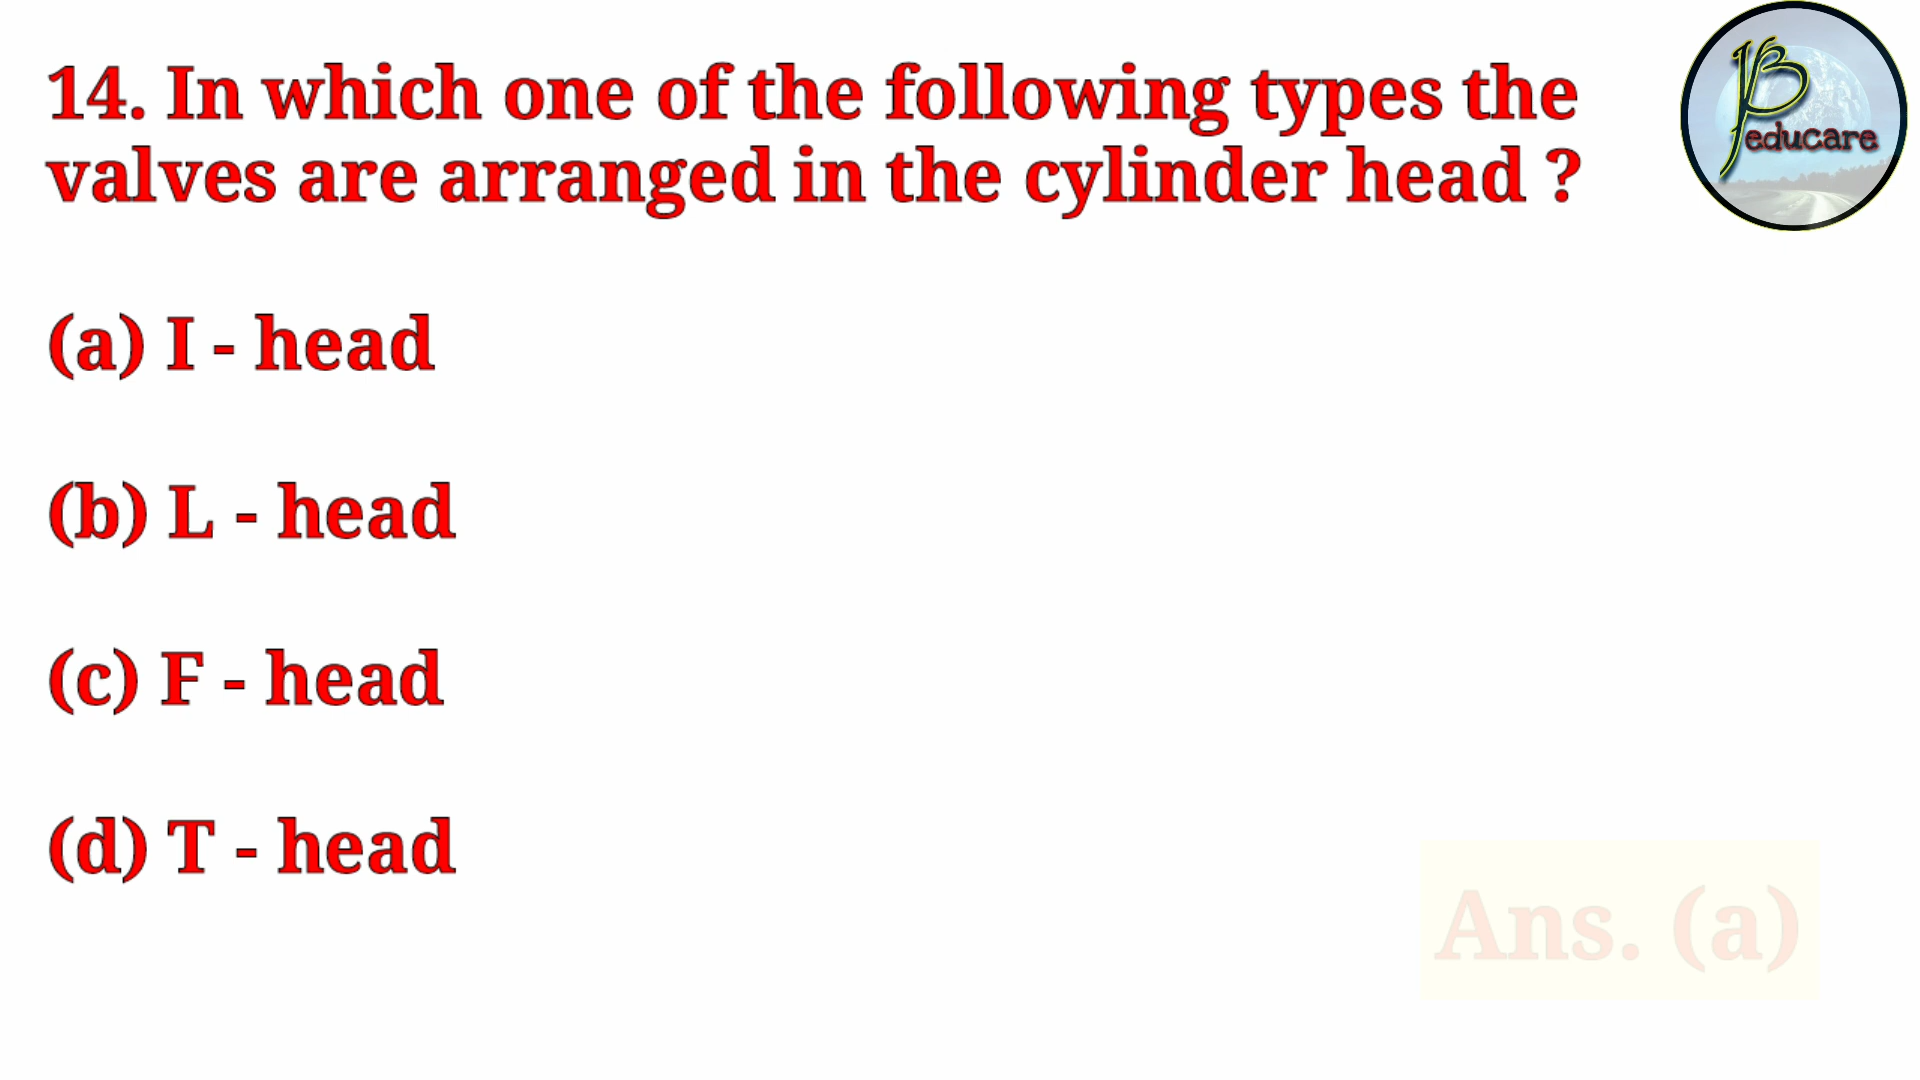 14. In which one of the following types the
valves are arranged in the cylinder head ?
(a) I - head
(b) L - head
(c) F - head
(d) T - head
Ans. (a)
educare